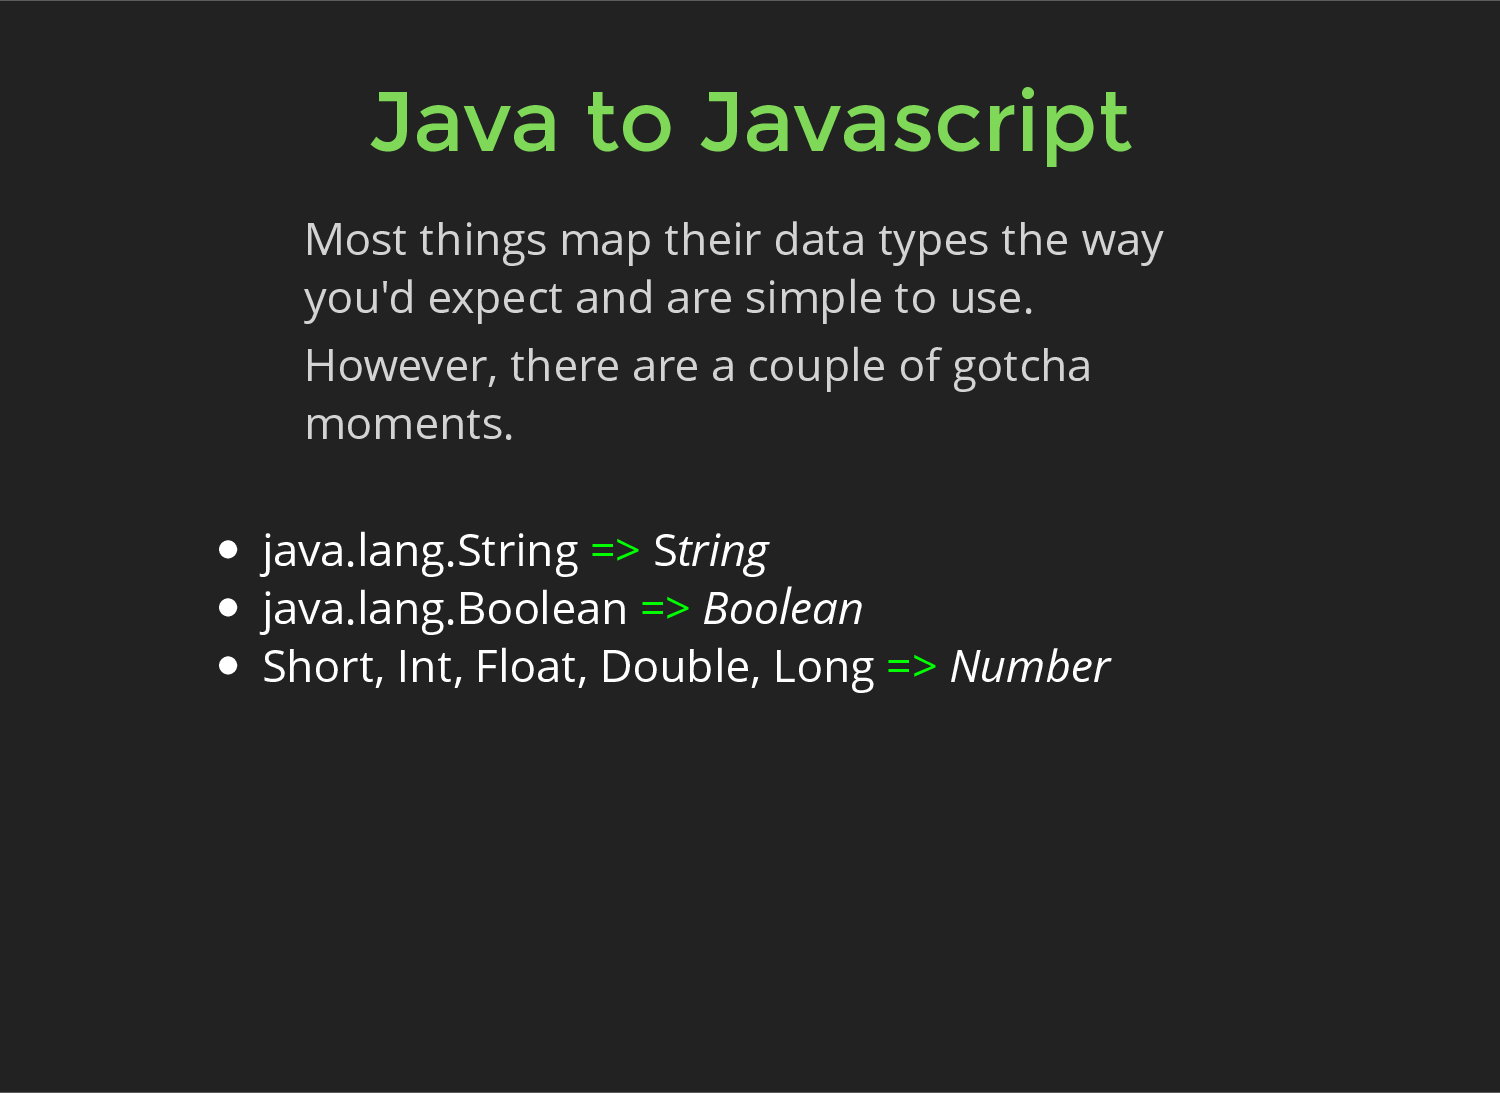 Java to Javascript
Most things map their data types the way
you'd expect and are simple to use.
However, there are a couple of gotcha
moments.
• java.lang.String => String
• java.lang.Boolean => Boolean
• Short, Int, Float, Double, Long => Number